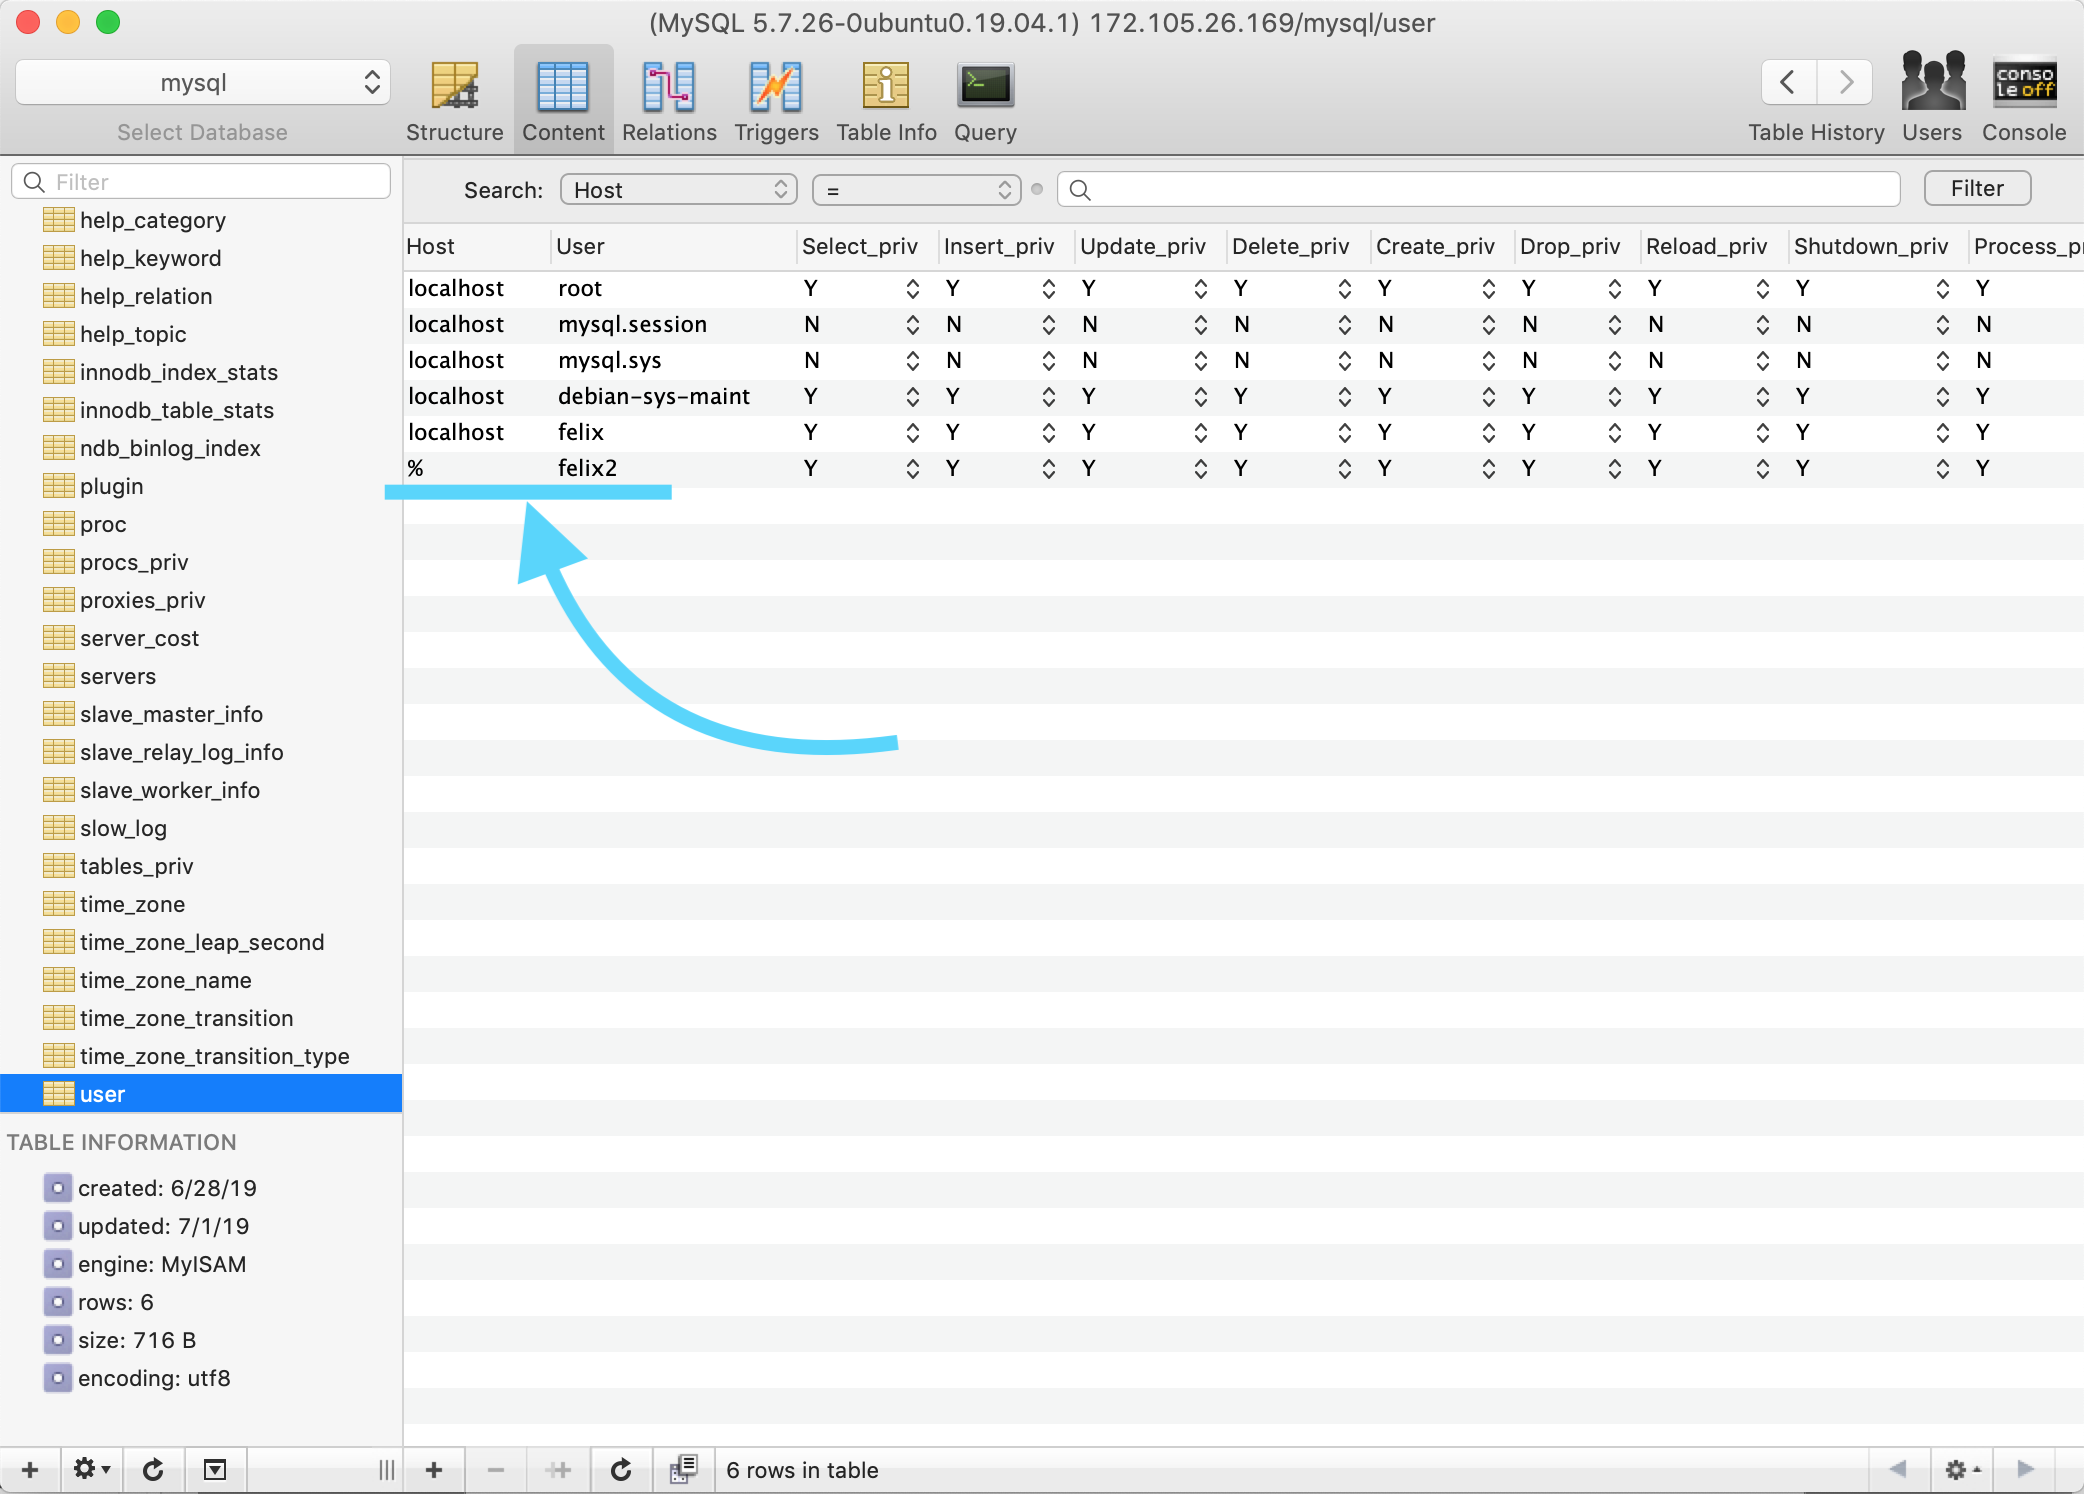 (MySQL 5.7.26-0ubuntu0.19.04.1) 172.105.26.169/mysql/user
mysql
Select Database
Structure Content Relations Triggers Table Info Query
Table History Users Console
conso
le off
Filter
Search: Host = Filter
help_category
help_keyword
help_relation
help_topic
innodb_index_stats
innodb_table_stats
ndb_binlog_index
plugin
proc
procs_priv
proxies_priv
server_cost
servers
slave_master_info
slave_relay_log_info
slave_worker_info
slow_log
tables_priv
time_zone
time_zone_leap_second
time_zone_name
time_zone_transition
time_zone_transition_type
user
TABLE INFORMATION
created: 6/28/19
updated: 7/1/19
engine: MyISAM
rows: 6
size: 716 B
encoding: utf8
Host User Select_priv Insert_priv Update_priv Delete_priv Create_priv Drop_priv Reload_priv Shutdown_priv Process_pr
localhost root Y Y Y Y Y Y Y Y Y
localhost mysql.session N N N N N N N N N
localhost mysql.sys N N N N N N N N N
localhost debian-sys-maint Y Y Y Y Y Y Y Y Y
localhost felix Y Y Y Y Y Y Y Y Y
% felix2 Y Y Y Y Y Y Y Y Y
6 rows in table